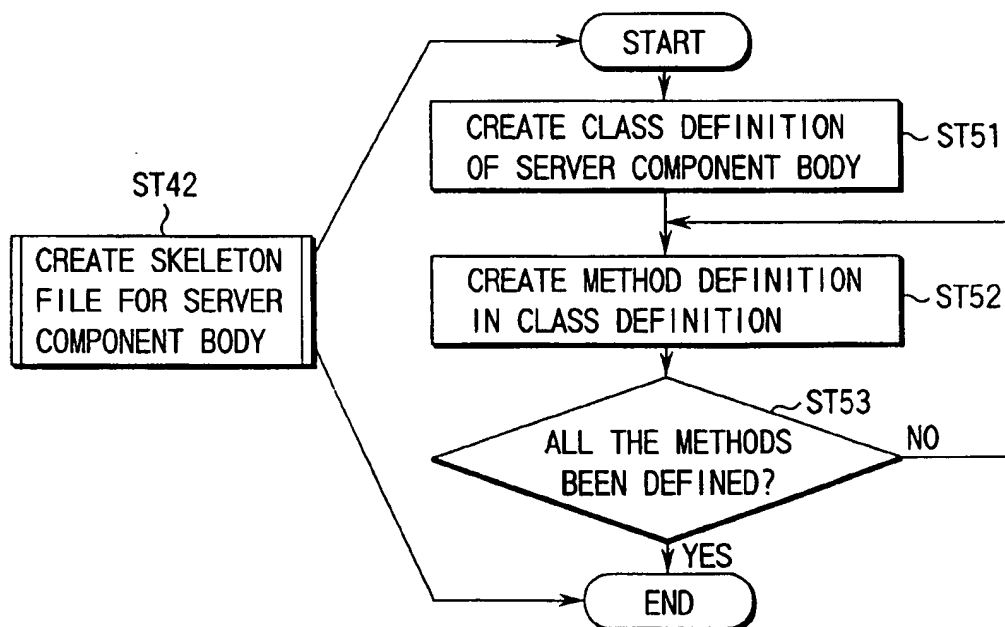 START
CREATE CLASS DEFINITION
OF SERVER COMPONENT BODY
ST51
ST42
CREATE SKELETON
FILE FOR SERVER
COMPONENT BODY
CREATE METHOD DEFINITION
IN CLASS DEFINITION
ST52
ST53
ALL THE METHODS
BEEN DEFINED?
NO
YES
END